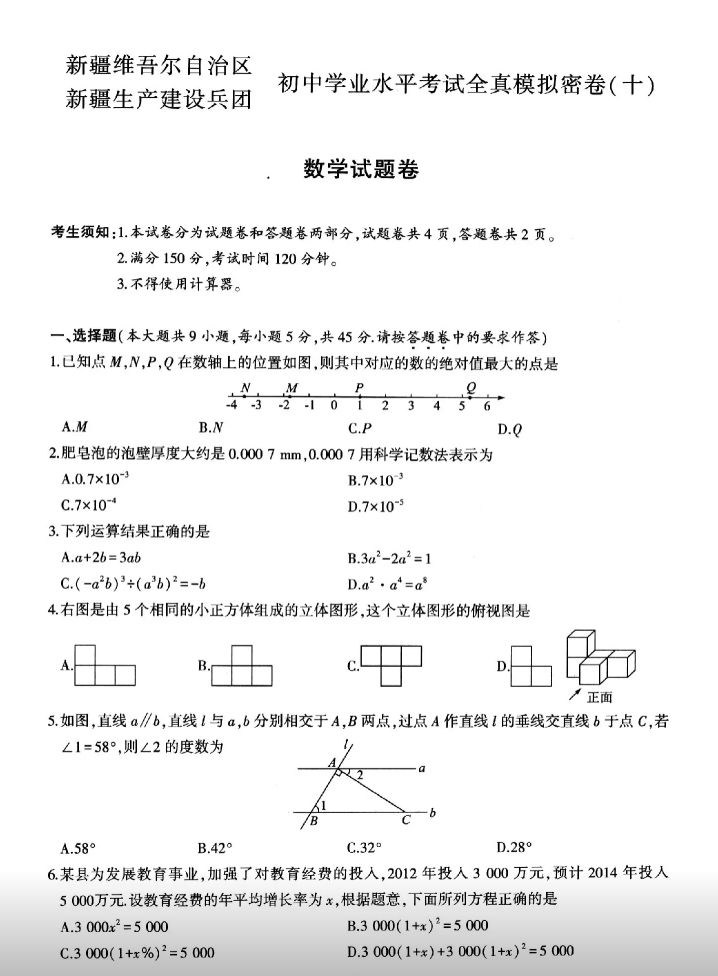 新疆维吾尔自治区
新疆生产建设兵团
初中学业水平考试全真模拟密卷(十)
数学试题卷
考生须知:1.本试卷分为试题卷和答题卷两部分,试题卷共4页,答题卷共2页。
2.满分150分,考试时间120分钟。
3.不得使用计算器。
一、选择题(本大题共9小题,每小题5分,共45分.请按答题卷中的要求作答)
1.已知点M,N,P,Q在数轴上的位置如图,则其中对应的数的绝对值最大的点是
N M P Q
-4 -3 -2 -1 0 1 2 3 4 5 6
A.M B.N C.P D.Q
2.肥皂泡的泡壁厚度大约是0.000 7 mm,0.000 7用科学记数法表示为
A.0.7×10⁻³ B.7×10⁻³
C.7×10⁻⁴ D.7×10⁻⁵
3.下列运算结果正确的是
A.a+2b=3ab B.3a²-2a²=1
C.(-a²b)³÷(a³b)²=-b D.a²·a⁴=a⁸
4.右图是由5个相同的小正方体组成的立体图形,这个立体图形的俯视图是
A. B. C. D.
正面
5.如图,直线a∥b,直线l与a,b分别相交于A,B两点,过点A作直线l的垂线交直线b于点C,若
∠1=58°,则∠2的度数为
l
A 2 a
1
B C b
A.58° B.42° C.32° D.28°
6.某县为发展教育事业,加强了对教育经费的投入,2012年投入3 000万元,预计2014年投入
5 000万元.设教育经费的年平均增长率为x,根据题意,下面所列方程正确的是
A.3 000x²=5 000 B.3 000(1+x)²=5 000
C.3 000(1+x%)²=5 000 D.3 000(1+x)+3 000(1+x)²=5 000